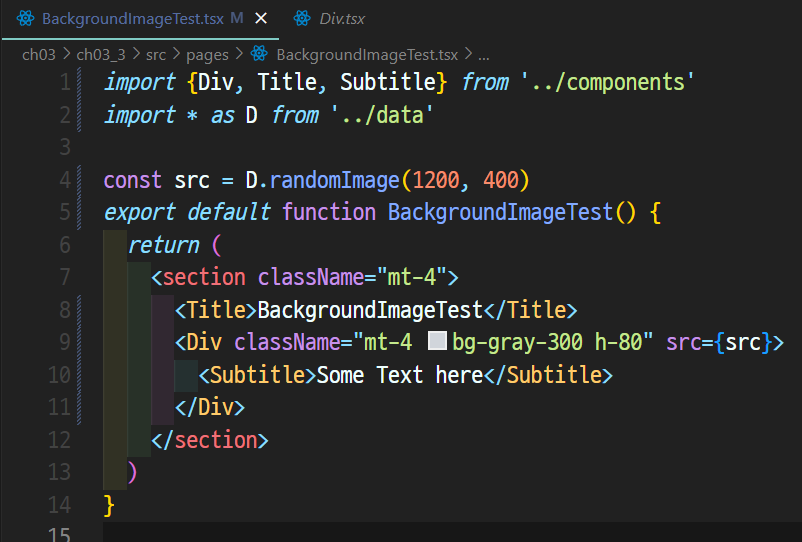 BackgroundImageTest.tsx M × Div.tsx
ch03 > ch03_3 > src > pages > BackgroundImageTest.tsx > ...
1 import {Div, Title, Subtitle} from '../components'
2 import * as D from '../data'
3
4 const src = D.randomImage(1200, 400)
5 export default function BackgroundImageTest() {
6 return (
7 <section className="mt-4">
8 <Title>BackgroundImageTest</Title>
9 <Div className="mt-4 bg-gray-300 h-80" src={src}>
10 <Subtitle>Some Text here</Subtitle>
11 </Div>
12 </section>
13 )
14 }
15